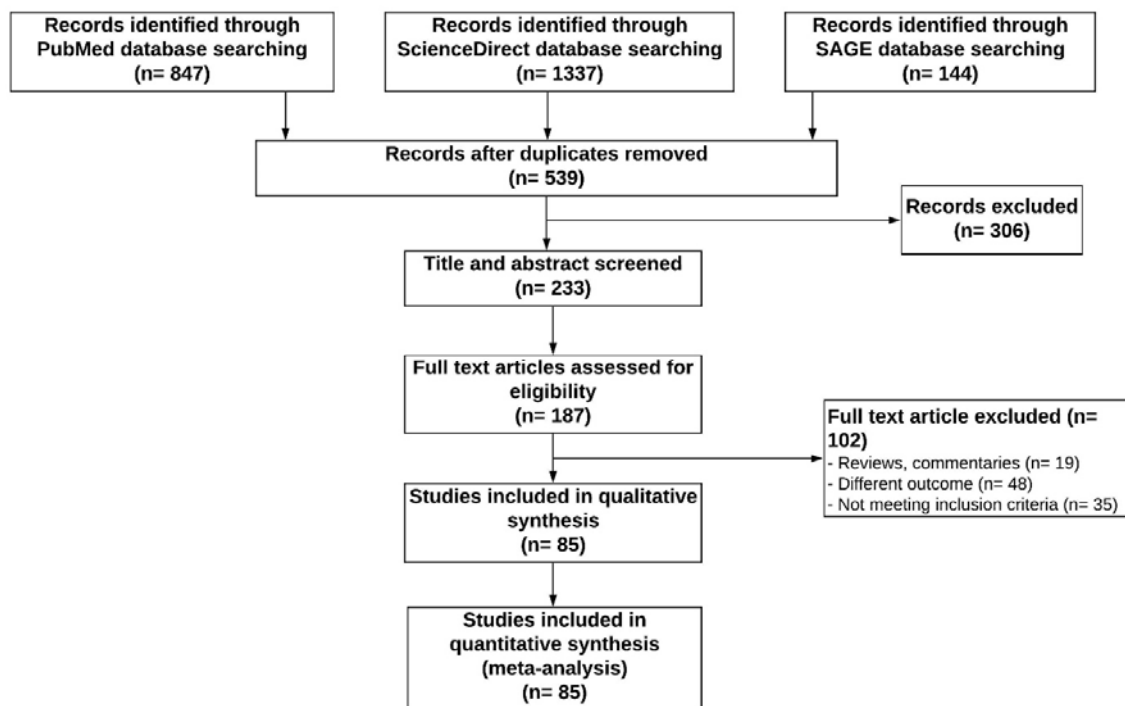 Records identified through
PubMed database searching
(n= 847)
Records identified through
ScienceDirect database searching
(n= 1337)
Records identified through
SAGE database searching
(n= 144)
Records after duplicates removed
(n= 539)
Records excluded
(n= 306)
Title and abstract screened
(n= 233)
Full text articles assessed for
eligibility
(n= 187)
Full text article excluded (n=
102)
- Reviews, commentaries (n= 19)
- Different outcome (n= 48)
- Not meeting inclusion criteria (n= 35)
Studies included in qualitative
synthesis
(n= 85)
Studies included in
quantitative synthesis
(meta-analysis)
(n= 85)